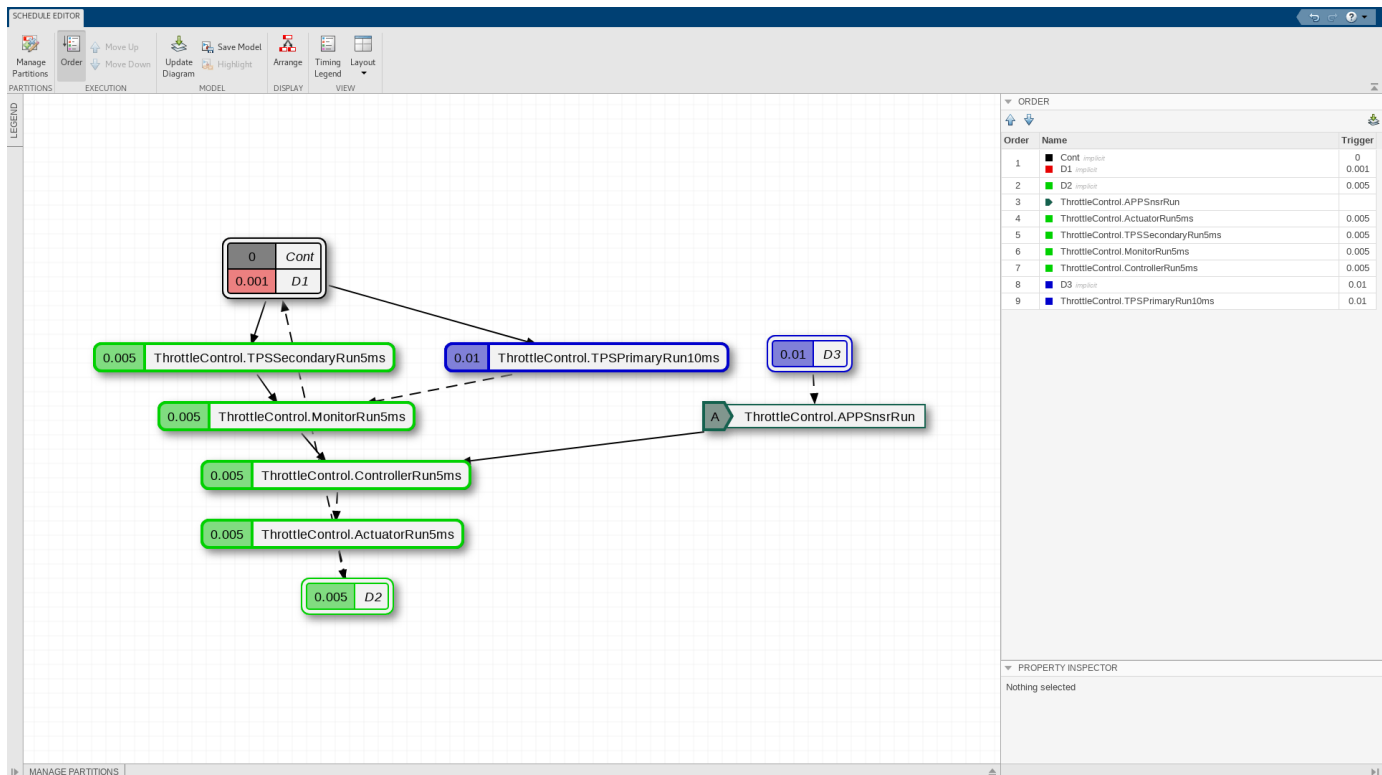 SCHEDULE EDITOR
?
Manage Partitions
Order
Move Up
Move Down
Update Diagram
Save Model
Highlight
Arrange
Timing Legend
Layout
PARTITIONS
EXECUTION
MODEL
DISPLAY
VIEW
LEGEND
0 Cont
0.001 D1
0.005 ThrottleControl.TPSSecondaryRun5ms
0.01 ThrottleControl.TPSPrimaryRun10ms
0.01 D3
0.005 ThrottleControl.MonitorRun5ms
A ThrottleControl.APPSnsrRun
0.005 ThrottleControl.ControllerRun5ms
0.005 ThrottleControl.ActuatorRun5ms
0.005 D2
MANAGE PARTITIONS
ORDER
Order Name Trigger
1 Cont implicit 0
D1 implicit 0.001
2 D2 implicit 0.005
3 ThrottleControl.APPSnsrRun
4 ThrottleControl.ActuatorRun5ms 0.005
5 ThrottleControl.TPSSecondaryRun5ms 0.005
6 ThrottleControl.MonitorRun5ms 0.005
7 ThrottleControl.ControllerRun5ms 0.005
8 D3 implicit 0.01
9 ThrottleControl.TPSPrimaryRun10ms 0.01
PROPERTY INSPECTOR
Nothing selected